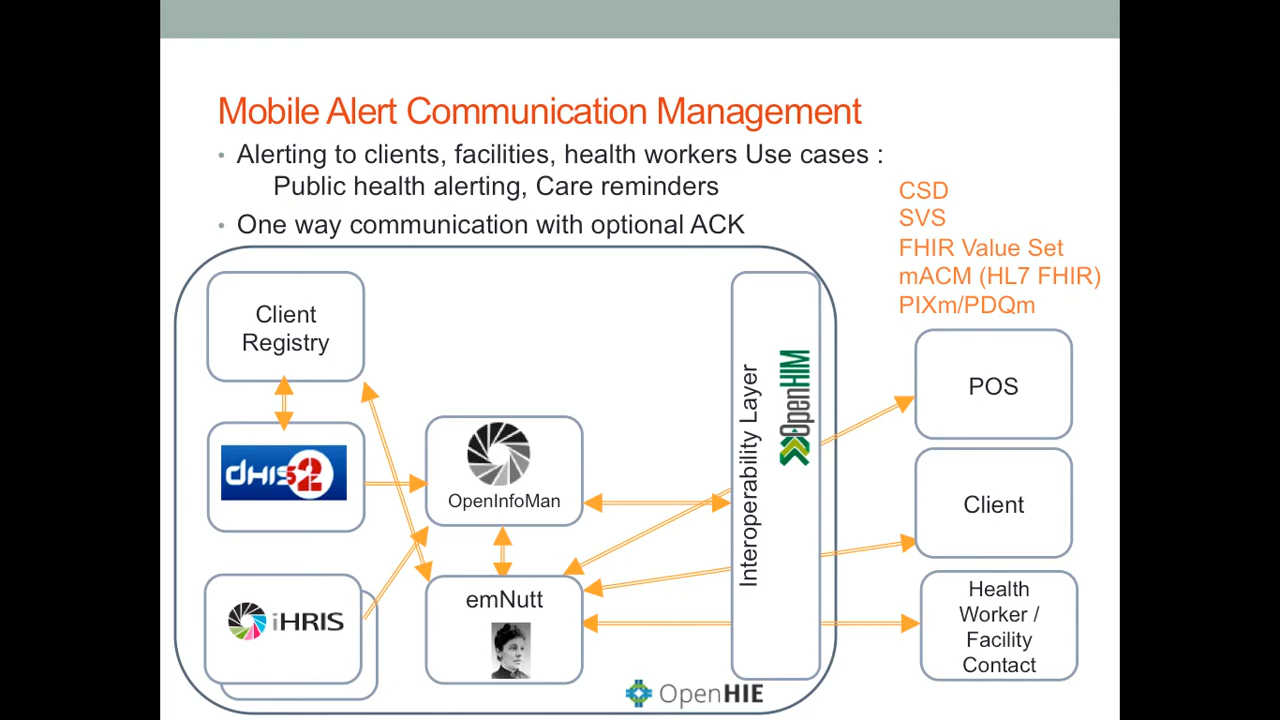 Mobile Alert Communication Management
• Alerting to clients, facilities, health workers Use cases :
Public health alerting, Care reminders
• One way communication with optional ACK
CSD
SVS
FHIR Value Set
mACM (HL7 FHIR)
PIXm/PDQm
Client
Registry
dhis2
OpenInfoMan
iHRIS
emNutt
Interoperability Layer
OpenHIM
POS
Client
Health
Worker /
Facility
Contact
OpenHIE